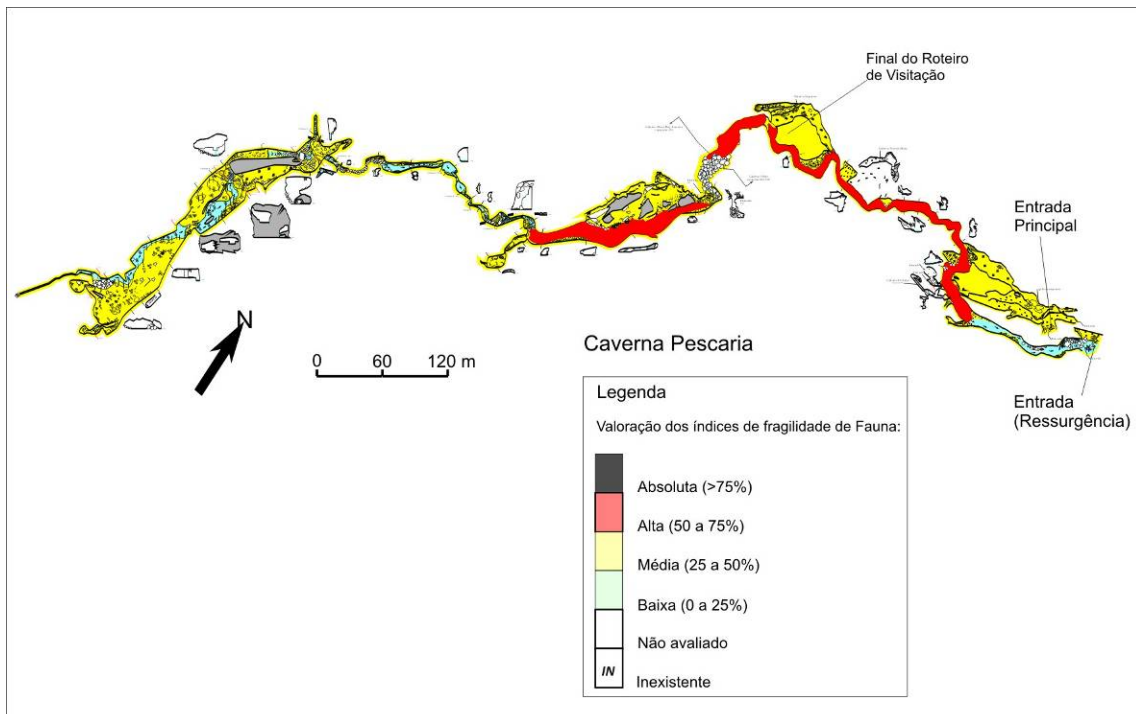 Final do Roteiro
de Visitação
Entrada
Principal
N
0 60 120 m
Caverna Pescaria
Entrada
(Ressurgência)
Legenda
Valoração dos índices de fragilidade de Fauna:
Absoluta (>75%)
Alta (50 a 75%)
Média (25 a 50%)
Baixa (0 a 25%)
Não avaliado
IN
Inexistente